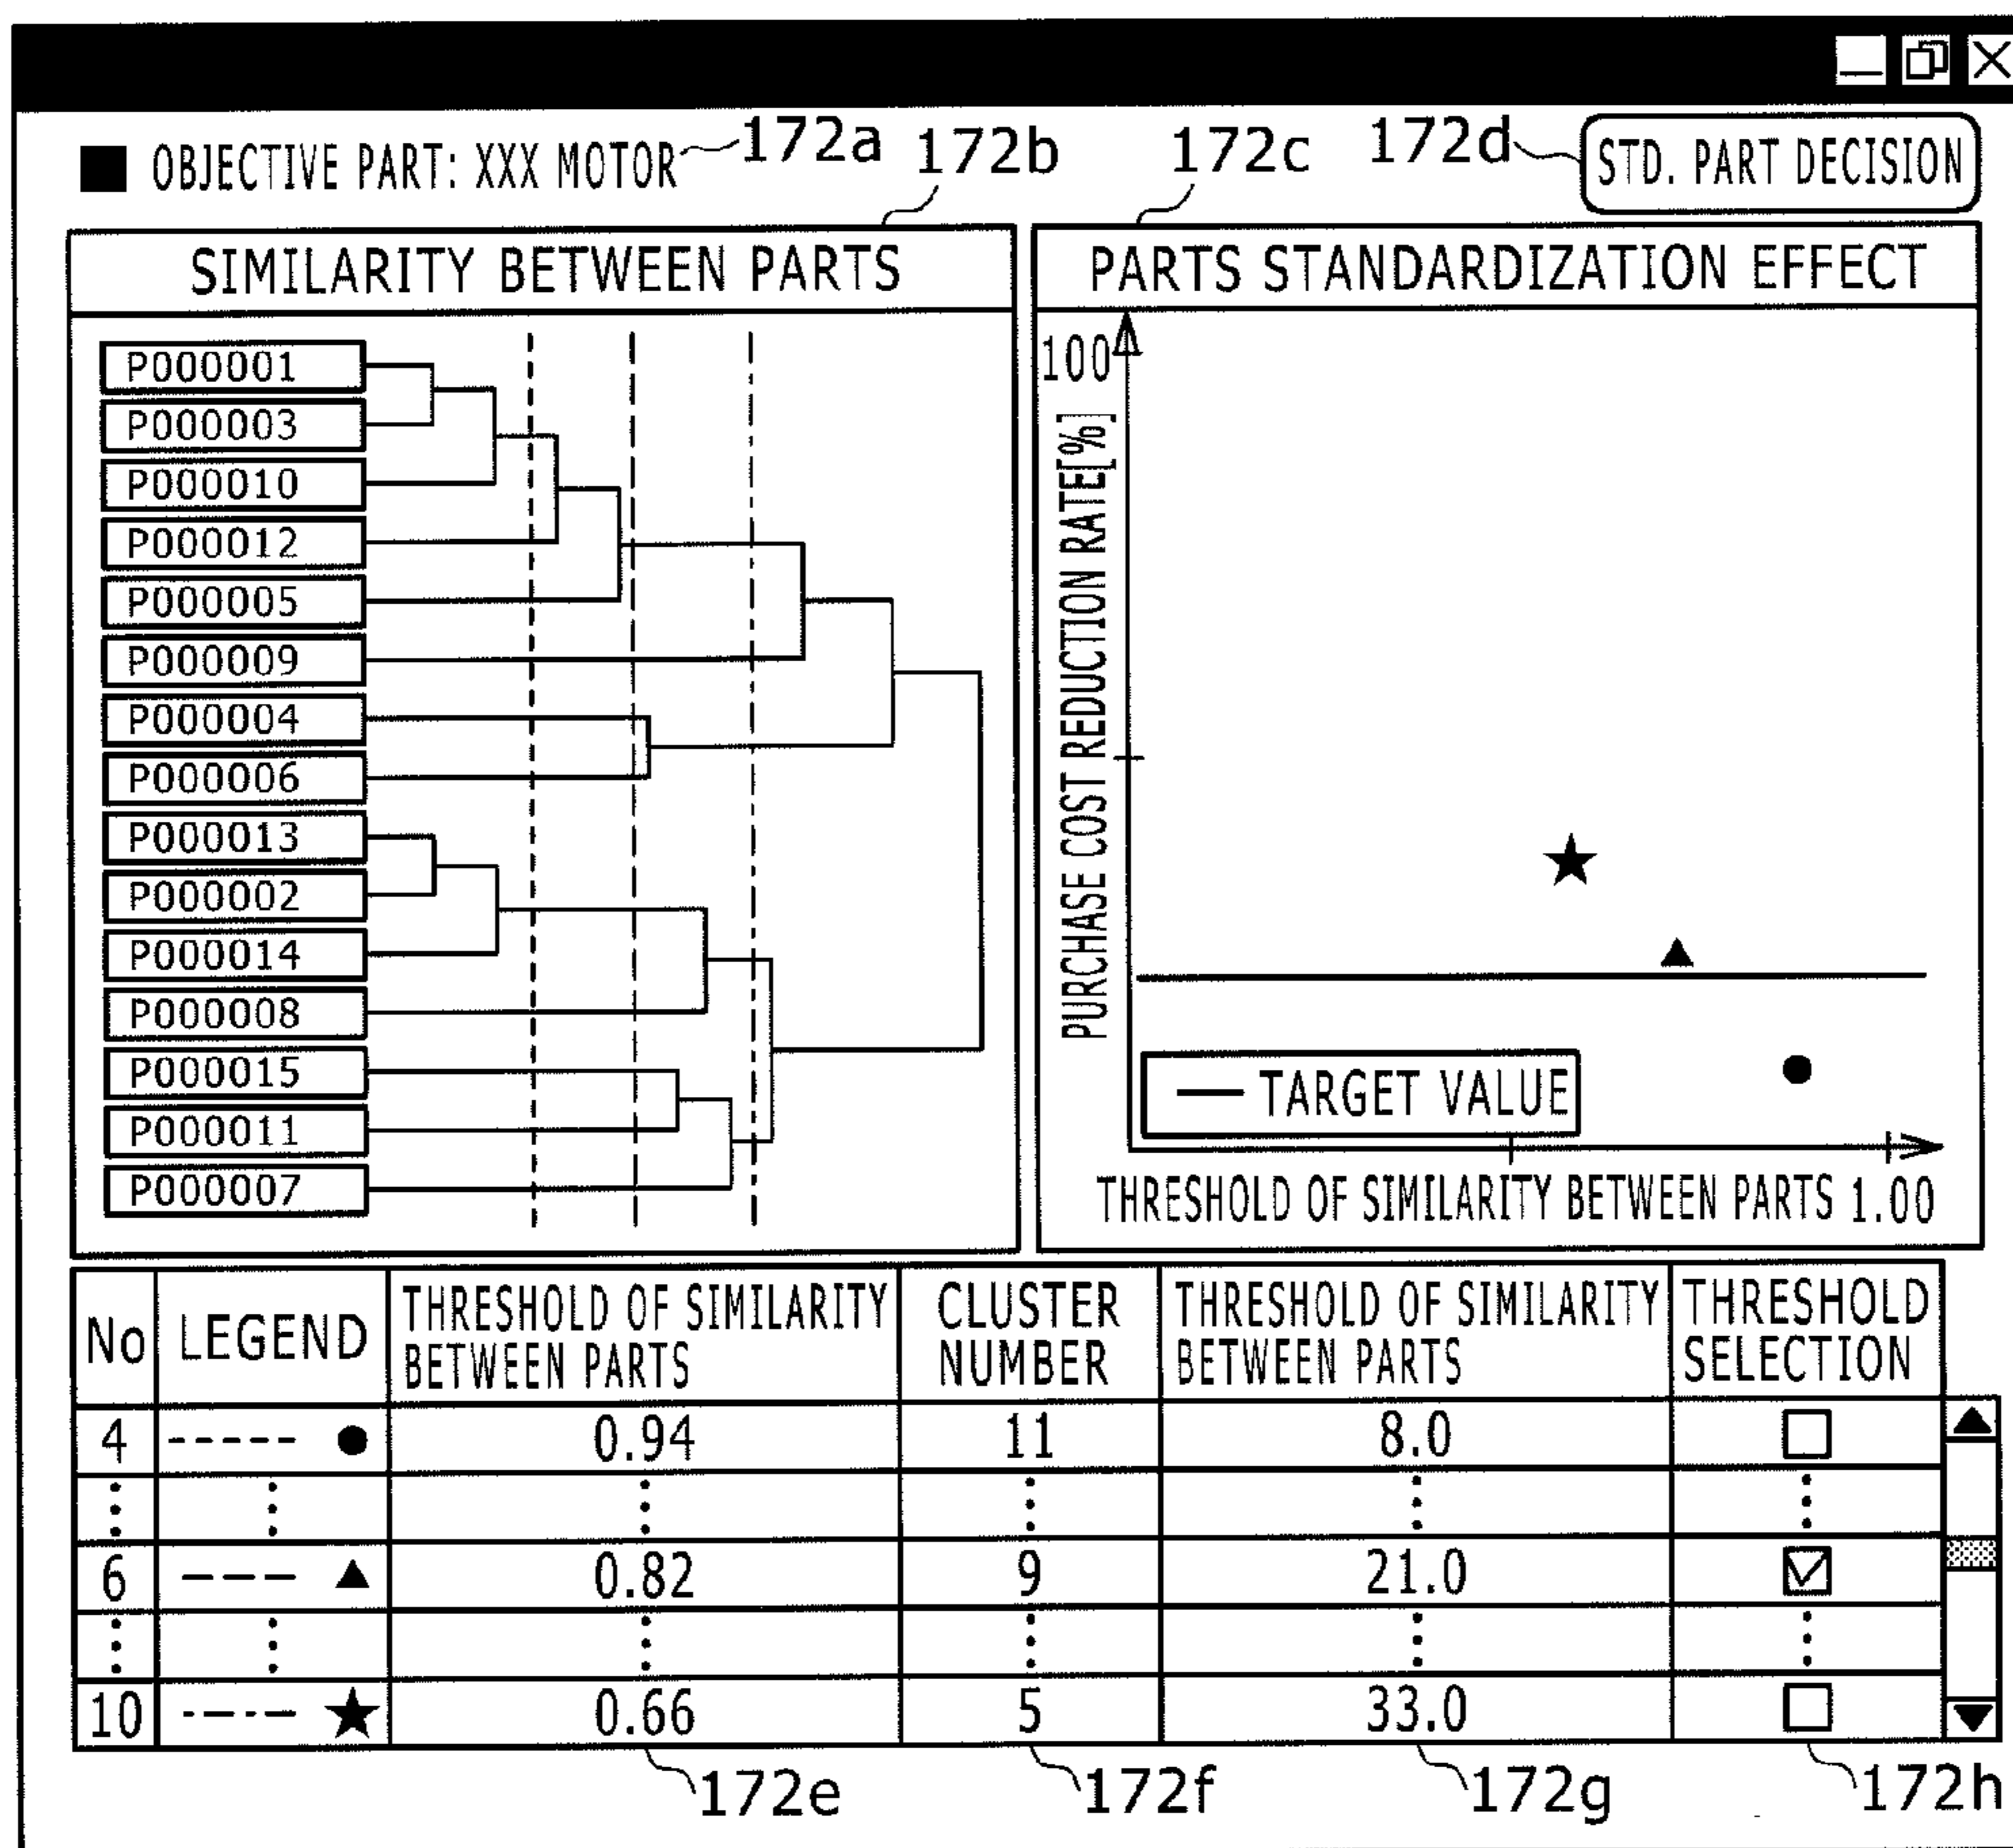 OBJECTIVE PART: XXX MOTOR
172a
172b
172c
172d
STD. PART DECISION
SIMILARITY BETWEEN PARTS
P000001
P000003
P000010
P000012
P000005
P000009
P000004
P000006
P000013
P000002
P000014
P000008
P000015
P000011
P000007
PARTS STANDARDIZATION EFFECT
100
PURCHASE COST REDUCTION RATE[%]
TARGET VALUE
THRESHOLD OF SIMILARITY BETWEEN PARTS 1.00
No
LEGEND
THRESHOLD OF SIMILARITY
BETWEEN PARTS
CLUSTER
NUMBER
THRESHOLD OF SIMILARITY
BETWEEN PARTS
THRESHOLD
SELECTION
4 0.94 11 8.0
6 0.82 9 21.0
10 0.66 5 33.0
172e
172f
172g
172h